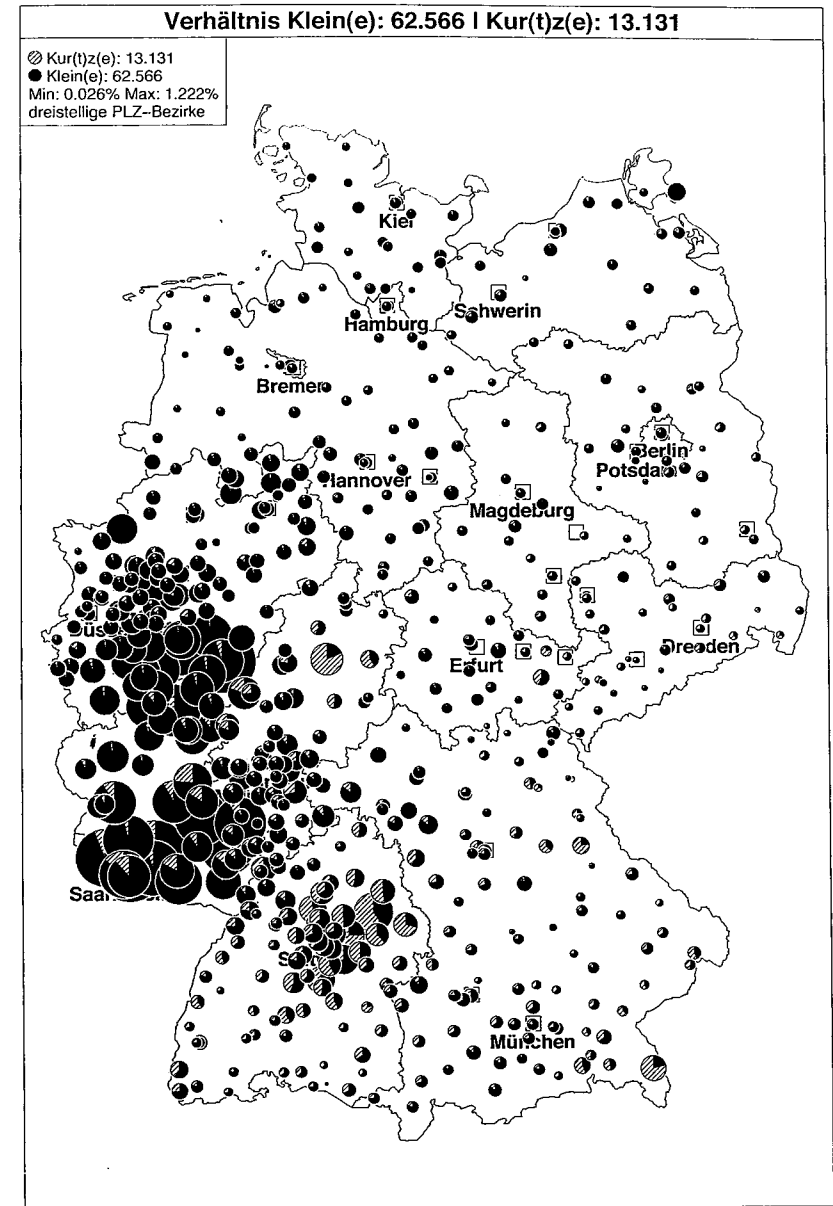 Verhältnis Klein(e): 62.566 I Kur(t)z(e): 13.131
Kur(t)z(e): 13.131
Klein(e): 62.566
Min: 0.026% Max: 1.222%
dreistellige PLZ-Bezirke
Kiel
Schwerin
Hamburg
Bremen
Berlin
Potsdam
Hannover
Magdeburg
Dresden
Erfurt
München